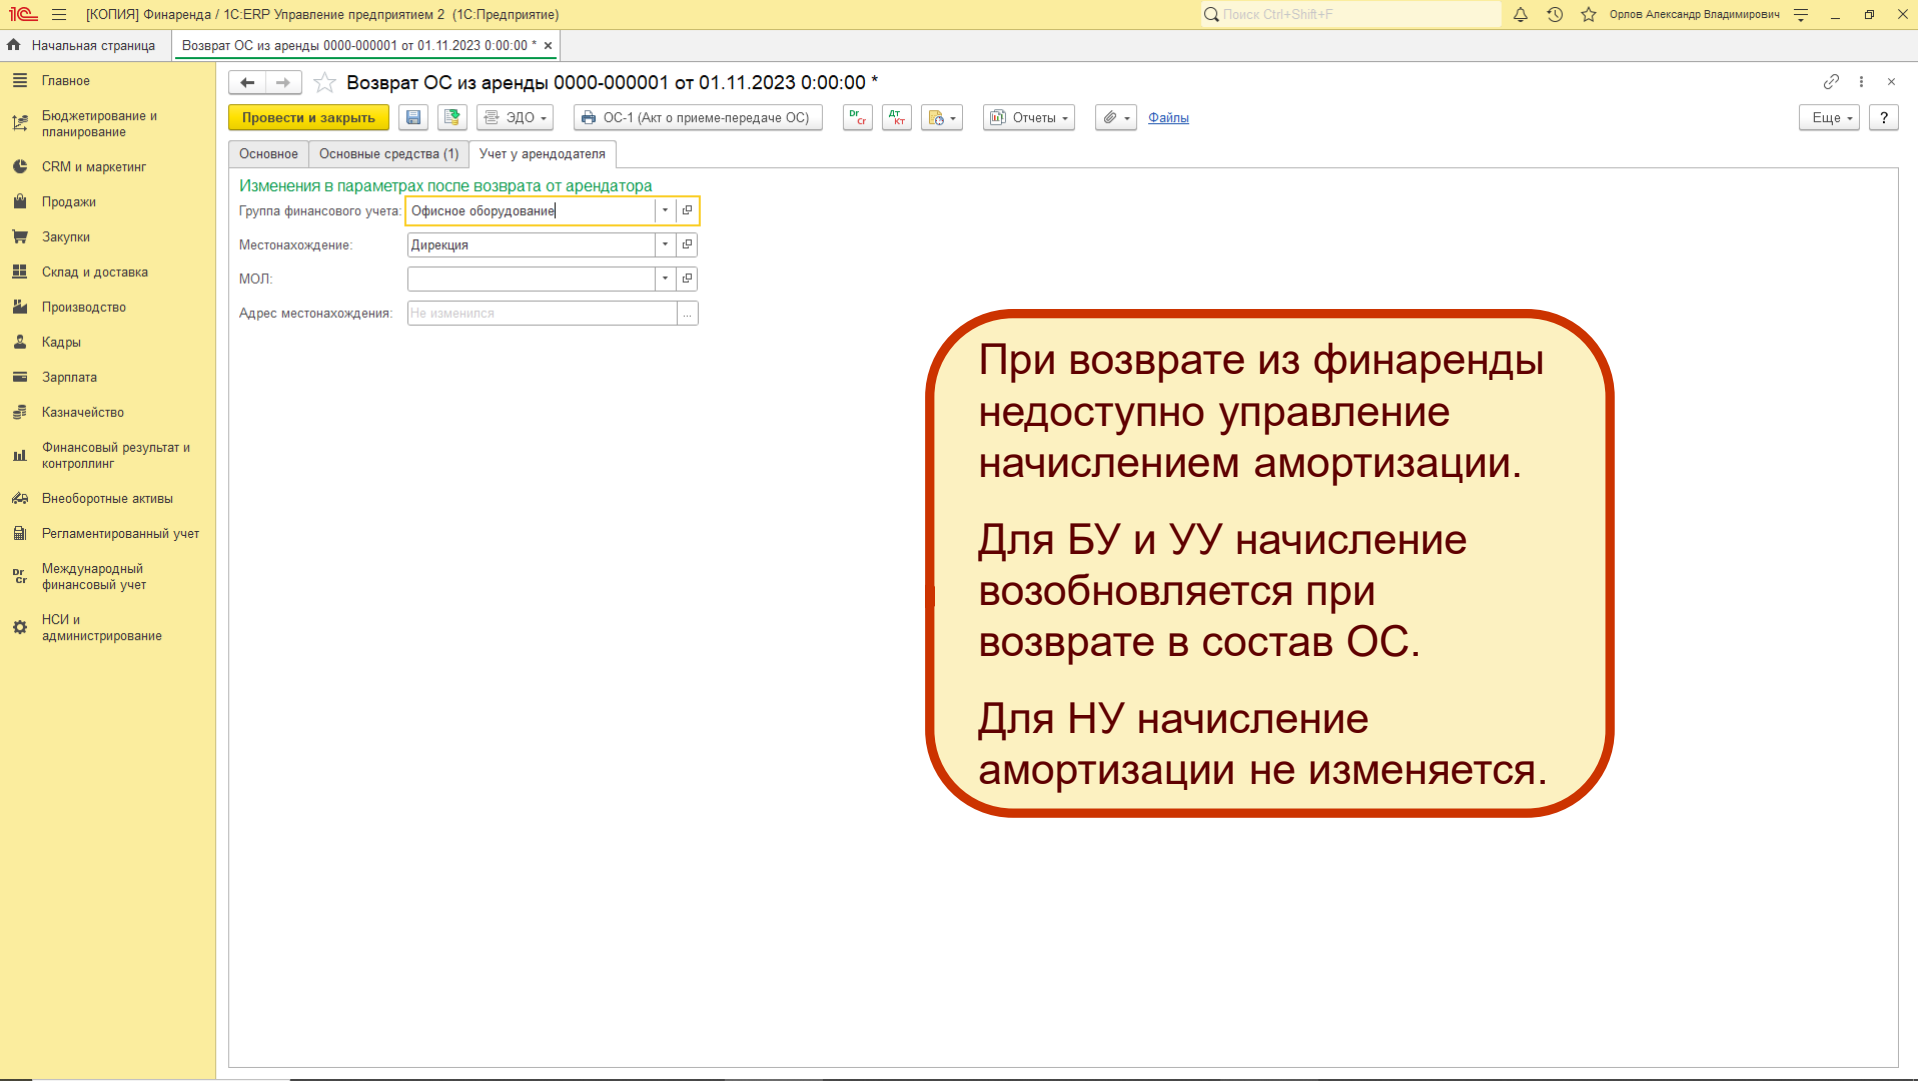 [КОПИЯ] Финаренда / 1С:ERP Управление предприятием 2 (1С:Предприятие)
Поиск Ctrl+Shift+F
Орлов Александр Владимирович
Начальная страница
Возврат ОС из аренды 0000-000001 от 01.11.2023 0:00:00 *
Главное
Бюджетирование и
планирование
CRM и маркетинг
Продажи
Закупки
Склад и доставка
Производство
Кадры
Зарплата
Казначейство
Финансовый результат и
контроллинг
Внеоборотные активы
Регламентированный учет
Международный
финансовый учет
НСИ и
администрирование
Возврат ОС из аренды 0000-000001 от 01.11.2023 0:00:00 *
Провести и закрыть
ЭДО
ОС-1 (Акт о приеме-передаче ОС)
Dr Cr
Дт Кт
Отчеты
Файлы
Еще
?
Основное
Основные средства (1)
Учет у арендодателя
Изменения в параметрах после возврата от арендатора
Группа финансового учета: Офисное оборудование
Местонахождение: Дирекция
МОЛ:
Адрес местонахождения: Не изменился ...
При возврате из финаренды
недоступно управление
начислением амортизации.
Для БУ и УУ начисление
возобновляется при
возврате в состав ОС.
Для НУ начисление
амортизации не изменяется.